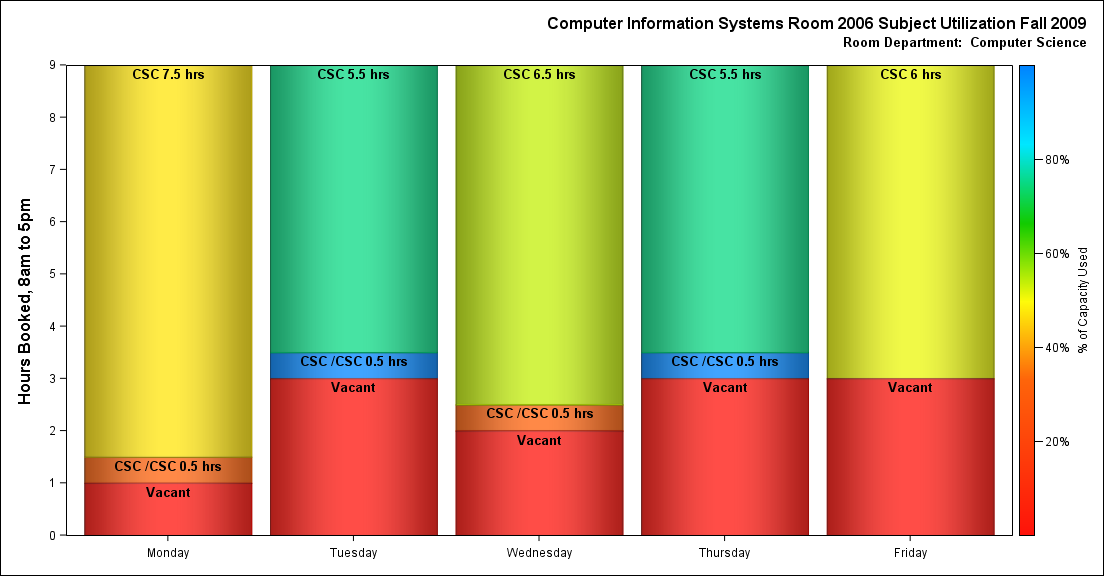 Computer Information Systems Room 2006 Subject Utilization Fall 2009
Room Department:  Computer Science
Hours Booked, 8am to 5pm
9
8
7
6
5
4
3
2
1
0
CSC 7.5 hrs
CSC /CSC 0.5 hrs
Vacant
CSC 5.5 hrs
CSC /CSC 0.5 hrs
Vacant
CSC 6.5 hrs
CSC /CSC 0.5 hrs
Vacant
CSC 5.5 hrs
CSC /CSC 0.5 hrs
Vacant
CSC 6 hrs
Vacant
Monday
Tuesday
Wednesday
Thursday
Friday
80%
60%
40%
20%
% of Capacity Used